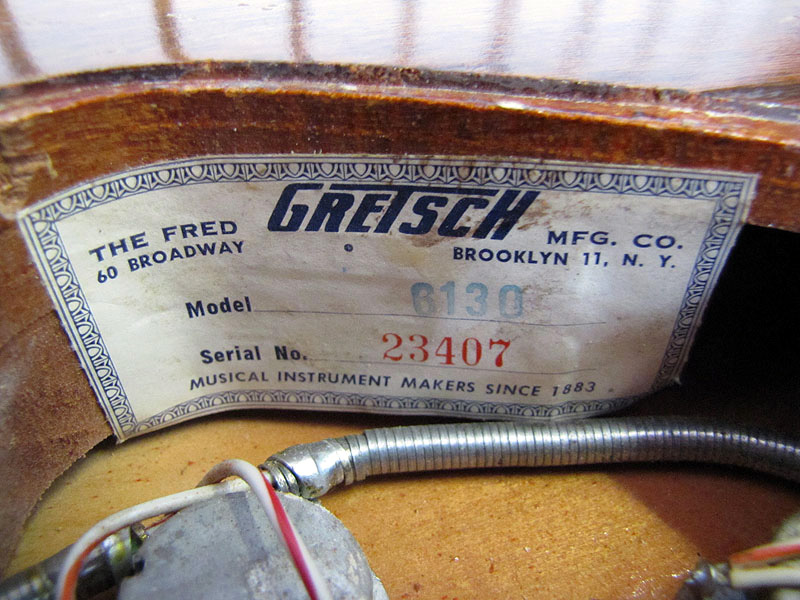 GRETSCH
THE FRED MFG. CO.
60 BROADWAY BROOKLYN 11, N. Y.
Model 6130
Serial No. 23407
MUSICAL INSTRUMENT MAKERS SINCE 1883